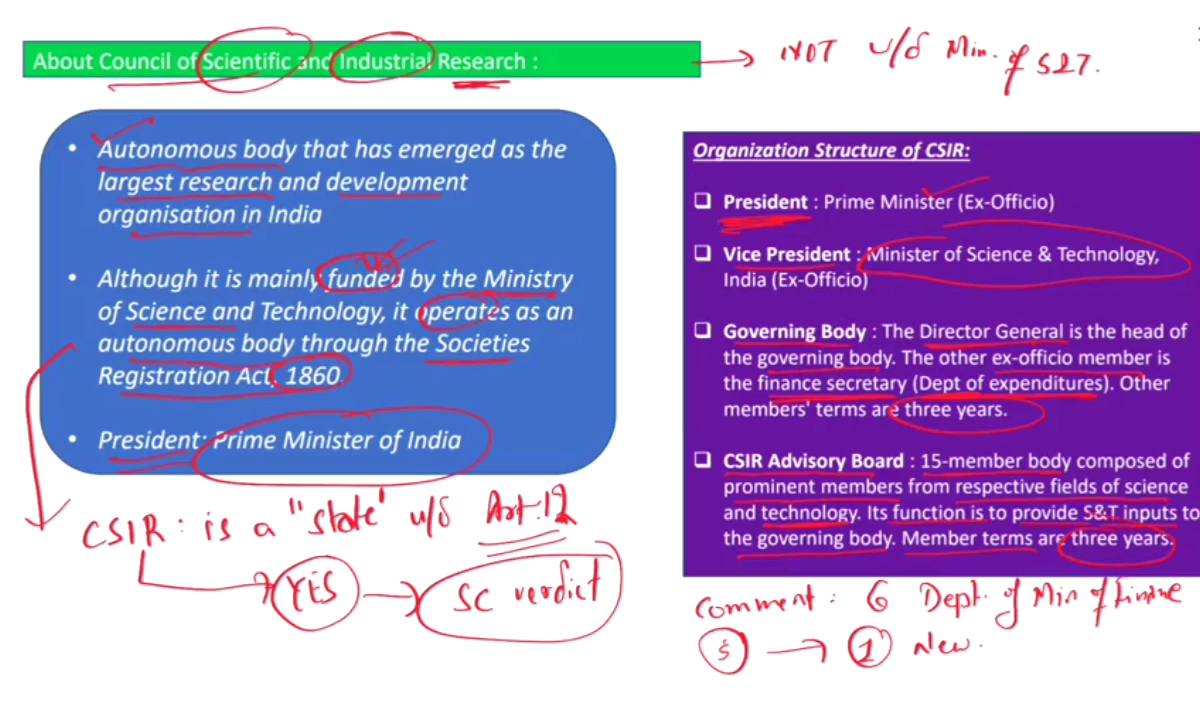 About Council of Scientific and Industrial Research :
→ NOT u/s Min. of S&T.
• Autonomous body that has emerged as the
largest research and development
organisation in India
• Although it is mainly funded by the Ministry
of Science and Technology, it operates as an
autonomous body through the Societies
Registration Act, 1860
• President: Prime Minister of India
CSIR : is a "state" u/s Art. 12
YES → SC verdict
Organization Structure of CSIR:
❑ President : Prime Minister (Ex-Officio)
❑ Vice President : Minister of Science & Technology,
India (Ex-Officio)
❑ Governing Body : The Director General is the head of
the governing body. The other ex-officio member is
the finance secretary (Dept of expenditures). Other
members' terms are three years.
❑ CSIR Advisory Board : 15-member body composed of
prominent members from respective fields of science
and technology. Its function is to provide S&T inputs to
the governing body. Member terms are three years.
Comment : 6 Dept. of Min of Finance
5 → 1 New.